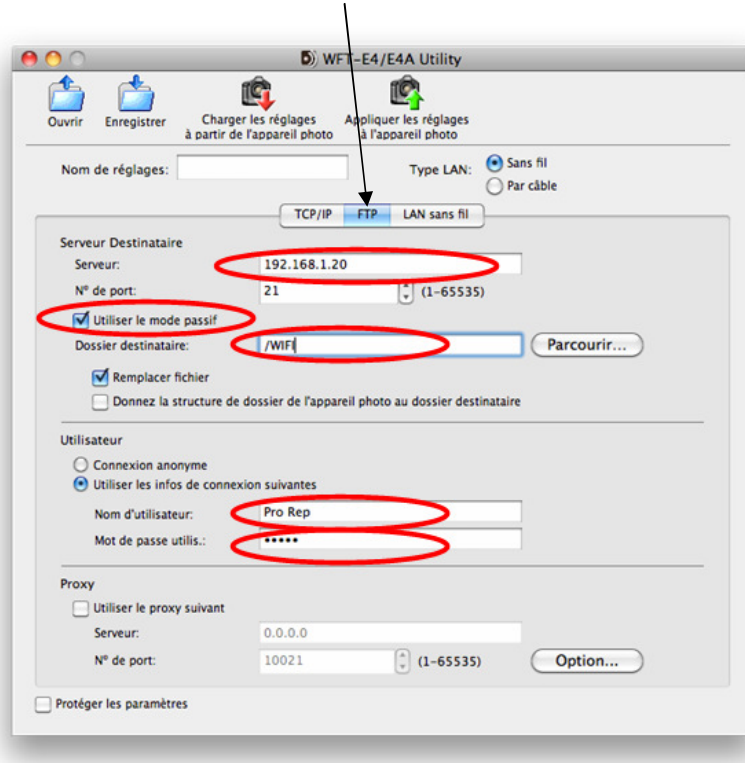 WFT-E4/E4A Utility
Ouvrir
Enregistrer
Charger les réglages
à partir de l'appareil photo
Appliquer les réglages
à l'appareil photo
Nom de réglages:
Type LAN:
Sans fil
Par câble
TCP/IP FTP LAN sans fil
Serveur Destinataire
Serveur: 192.168.1.20
N° de port: 21 (1-65535)
Utiliser le mode passif
Dossier destinataire: /WIFI Parcourir...
Remplacer fichier
Donnez la structure de dossier de l'appareil photo au dossier destinataire
Utilisateur
Connexion anonyme
Utiliser les infos de connexion suivantes
Nom d'utilisateur: Pro Rep
Mot de passe utilis.: •••••
Proxy
Utiliser le proxy suivant
Serveur: 0.0.0.0
N° de port: 10021 (1-65535) Option...
Protéger les paramètres